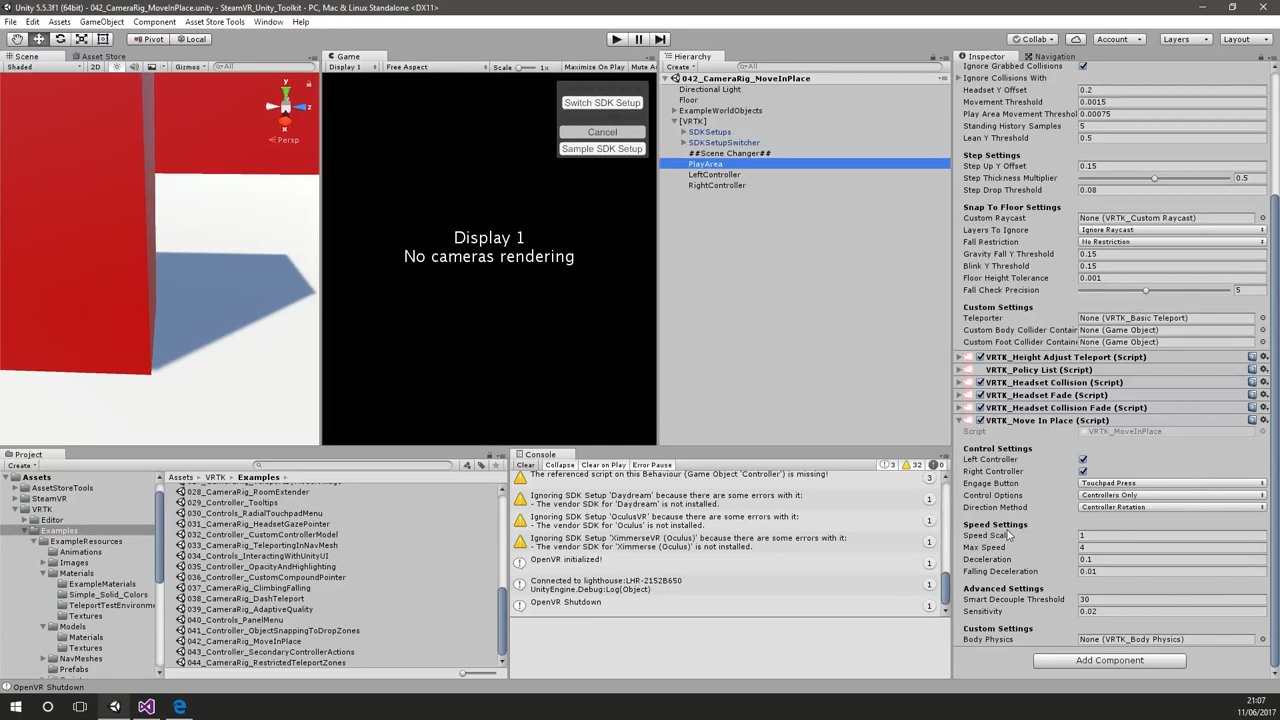 Unity 5.5.3f1 (64bit) - 042_CameraRig_MoveInPlace.unity - SteamVR_Unity_Toolkit - PC, Mac & Linux Standalone <DX11>
File Edit Assets GameObject Component Asset Store Tools Window Help
Pivot Local
Collab Account Layers Layout
Scene Asset Store
Shaded 2D Gizmos All
y z x
Persp
Game
Display 1 Free Aspect Scale 1x Maximize On Play Mute Au
Switch SDK Setup
Cancel
Sample SDK Setup
Display 1
No cameras rendering
Hierarchy
Create All
042_CameraRig_MoveInPlace
Directional Light
Floor
ExampleWorldObjects
[VRTK]
SDKSetups
SDKSetupSwitcher
##Scene Changer##
PlayArea
LeftController
RightController
Inspector Navigation
Ignore Grabbed Collisions
Ignore Collisions With
Headset Y Offset 0.2
Movement Threshold 0.0015
Play Area Movement Threshold 0.00075
Standing History Samples 5
Lean Y Threshold 0.5
Step Settings
Step Up Y Offset 0.15
Step Thickness Multiplier 0.5
Step Drop Threshold 0.08
Snap To Floor Settings
Custom Raycast None (VRTK_Custom Raycast)
Layers To Ignore Ignore Raycast
Fall Restriction No Restriction
Gravity Fall Y Threshold 0.15
Blink Y Threshold 0.15
Floor Height Tolerance 0.001
Fall Check Precision 5
Custom Settings
Teleporter None (VRTK_Basic Teleport)
Custom Body Collider Contain None (Game Object)
Custom Foot Collider Contain None (Game Object)
VRTK_Height Adjust Teleport (Script)
VRTK_Policy List (Script)
VRTK_Headset Collision (Script)
VRTK_Headset Fade (Script)
VRTK_Headset Collision Fade (Script)
VRTK_Move In Place (Script)
Script VRTK_MoveInPlace
Control Settings
Left Controller
Right Controller
Engage Button Touchpad Press
Control Options Controllers Only
Direction Method Controller Rotation
Speed Settings
Speed Scale 1
Max Speed 4
Deceleration 0.1
Falling Deceleration 0.01
Advanced Settings
Smart Decouple Threshold 30
Sensitivity 0.02
Custom Settings
Body Physics None (VRTK_Body Physics)
Add Component
Project
Create
Assets
AssetStoreTools
SteamVR
VRTK
Editor
Examples
ExampleResources
Animations
Images
Materials
ExampleMaterials
Simple_Solid_Colors
TeleportTestEnvironme
Textures
Models
Materials
Textures
NavMeshes
Prefabs
Assets VRTK Examples
028_CameraRig_RoomExtender
029_Controller_Tooltips
030_Controls_RadialTouchpadMenu
031_CameraRig_HeadsetGazePointer
032_Controller_CustomControllerModel
033_CameraRig_TeleportingInNavMesh
034_Controls_InteractingWithUnityUI
035_Controller_OpacityAndHighlighting
036_Controller_CustomCompoundPointer
037_CameraRig_ClimbingFalling
038_CameraRig_DashTeleport
039_CameraRig_AdaptiveQuality
040_Controls_PanelMenu
041_Controller_ObjectSnappingToDropZones
042_CameraRig_MoveInPlace
043_Controller_SecondaryControllerActions
044_CameraRig_RestrictedTeleportZones
Console
Clear Collapse Clear on Play Error Pause 3 32 0
The referenced script on this Behaviour (Game Object 'Controller') is missing! 3
Ignoring SDK Setup 'Daydream' because there are some errors with it:
- The vendor SDK for 'Daydream' is not installed. 1
Ignoring SDK Setup 'OculusVR' because there are some errors with it:
- The vendor SDK for 'Oculus' is not installed. 1
Ignoring SDK Setup 'XimmerseVR (Oculus)' because there are some errors with it:
- The vendor SDK for 'Ximmerse (Oculus)' is not installed. 1
OpenVR initialized! 1
Connected to lighthouse:LHR-2152B650
UnityEngine.Debug:Log(Object) 1
OpenVR Shutdown 1
OpenVR Shutdown
21:07
11/06/2017